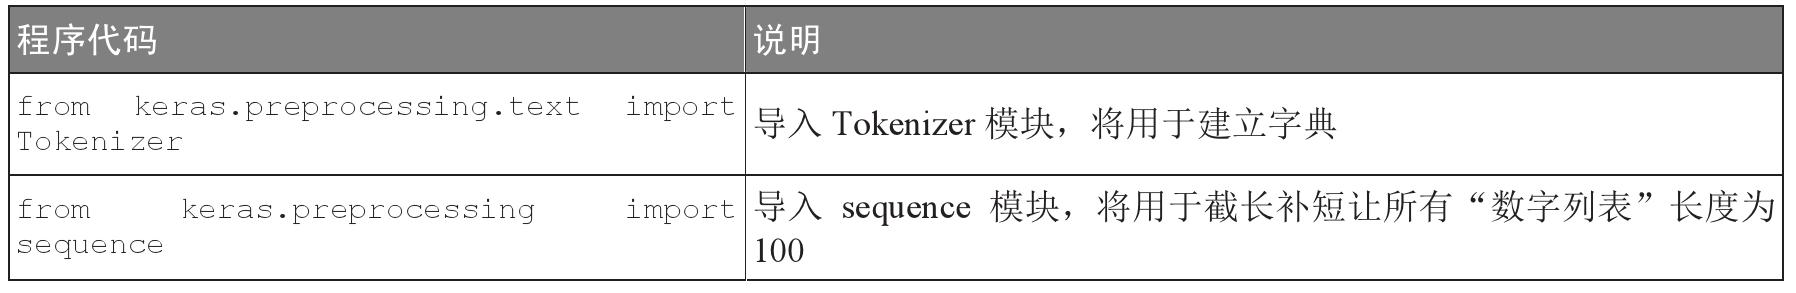 程序代码
说明
from keras.preprocessing.text import
Tokenizer
导入 Tokenizer 模块，将用于建立字典
from keras.preprocessing import
sequence
导入 sequence 模块，将用于截长补短让所有“数字列表”长度为
100